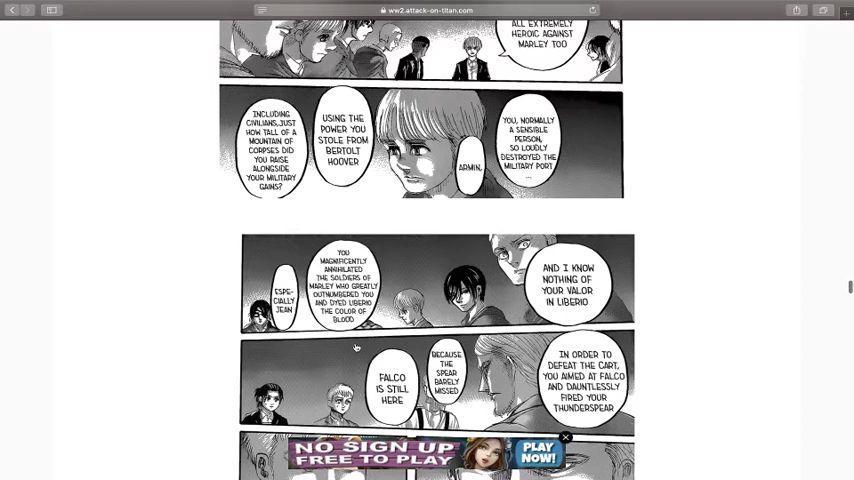 ww2.attack-on-titan.com
ALL EXTREMELY
HEROIC AGAINST
MARLEY TOO
YOU, NORMALLY
A SENSIBLE
PERSON,
SO LOUDLY
DESTROYED THE
MILITARY PORT
...
ARMIN,
USING THE
POWER YOU
STOLE FROM
BERTOLT
HOOVER
INCLUDING
CIVILIANS, JUST
HOW TALL OF A
MOUNTAIN OF
CORPSES DID
YOU RAISE
ALONGSIDE
YOUR MILITARY
GAINS?
AND I KNOW
NOTHING OF
YOUR VALOR
IN LIBERIO
YOU
MAGNIFICENTLY
ANNIHILATED
THE SOLDIERS OF
MARLEY WHO GREATLY
OUTNUMBERED YOU
AND DYED LIBERIO
THE COLOR OF
BLOOD
ESPE-
CIALLY
JEAN
IN ORDER TO
DEFEAT THE CART,
YOU AIMED AT FALCO
AND DAUNTLESSLY
FIRED YOUR
THUNDERSPEAR
BECAUSE
THE
SPEAR
BARELY
MISSED
FALCO
IS STILL
HERE
NO SIGN UP
FREE TO PLAY
PLAY
NOW!